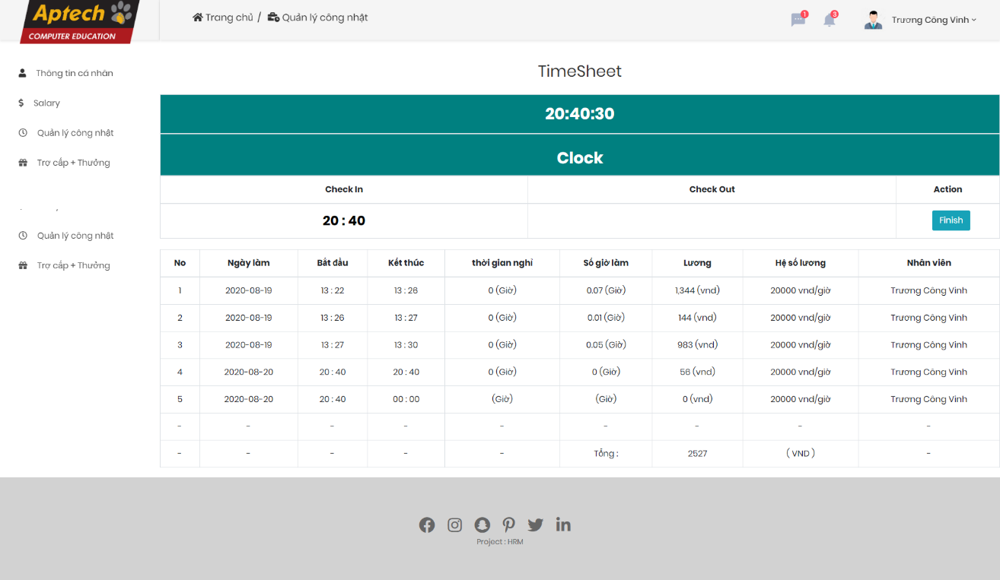 Aptech
COMPUTER EDUCATION
Trang chủ / Quản lý công nhật
1
3
Trương Công Vinh
Thông tin cá nhân
Salary
Quản lý công nhật
Trợ cấp + Thưởng
Quản lý công nhật
Trợ cấp + Thưởng
TimeSheet
20:40:30
Clock
Check In Check Out Action
20 : 40 Finish
No Ngày làm Bắt đầu Kết thúc thời gian nghỉ Số giờ làm Lương Hệ số lương Nhân viên
1 2020-08-19 13 : 22 13 : 26 0 (Giờ) 0.07 (Giờ) 1,344 (vnd) 20000 vnd/giờ Trương Công Vinh
2 2020-08-19 13 : 26 13 : 27 0 (Giờ) 0.01 (Giờ) 144 (vnd) 20000 vnd/giờ Trương Công Vinh
3 2020-08-19 13 : 27 13 : 30 0 (Giờ) 0.05 (Giờ) 983 (vnd) 20000 vnd/giờ Trương Công Vinh
4 2020-08-20 20 : 40 20 : 40 0 (Giờ) 0 (Giờ) 56 (vnd) 20000 vnd/giờ Trương Công Vinh
5 2020-08-20 20 : 40 00 : 00 (Giờ) (Giờ) 0 (vnd) 20000 vnd/giờ Trương Công Vinh
- - - - - - - - -
- - - - - Tổng : 2527 ( VND ) -
Project : HRM